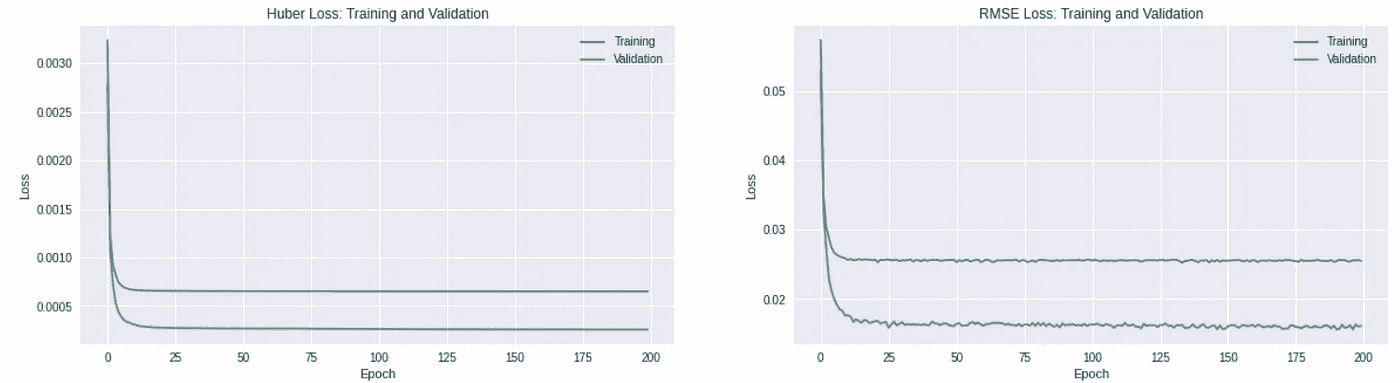 Huber Loss: Training and Validation
Training
Validation
0.0030
0.0025
0.0020
0.0015
0.0010
0.0005
Loss
0 25 50 75 100 125 150 175 200
Epoch
RMSE Loss: Training and Validation
Training
Validation
0.05
0.04
0.03
0.02
Loss
0 25 50 75 100 125 150 175 200
Epoch